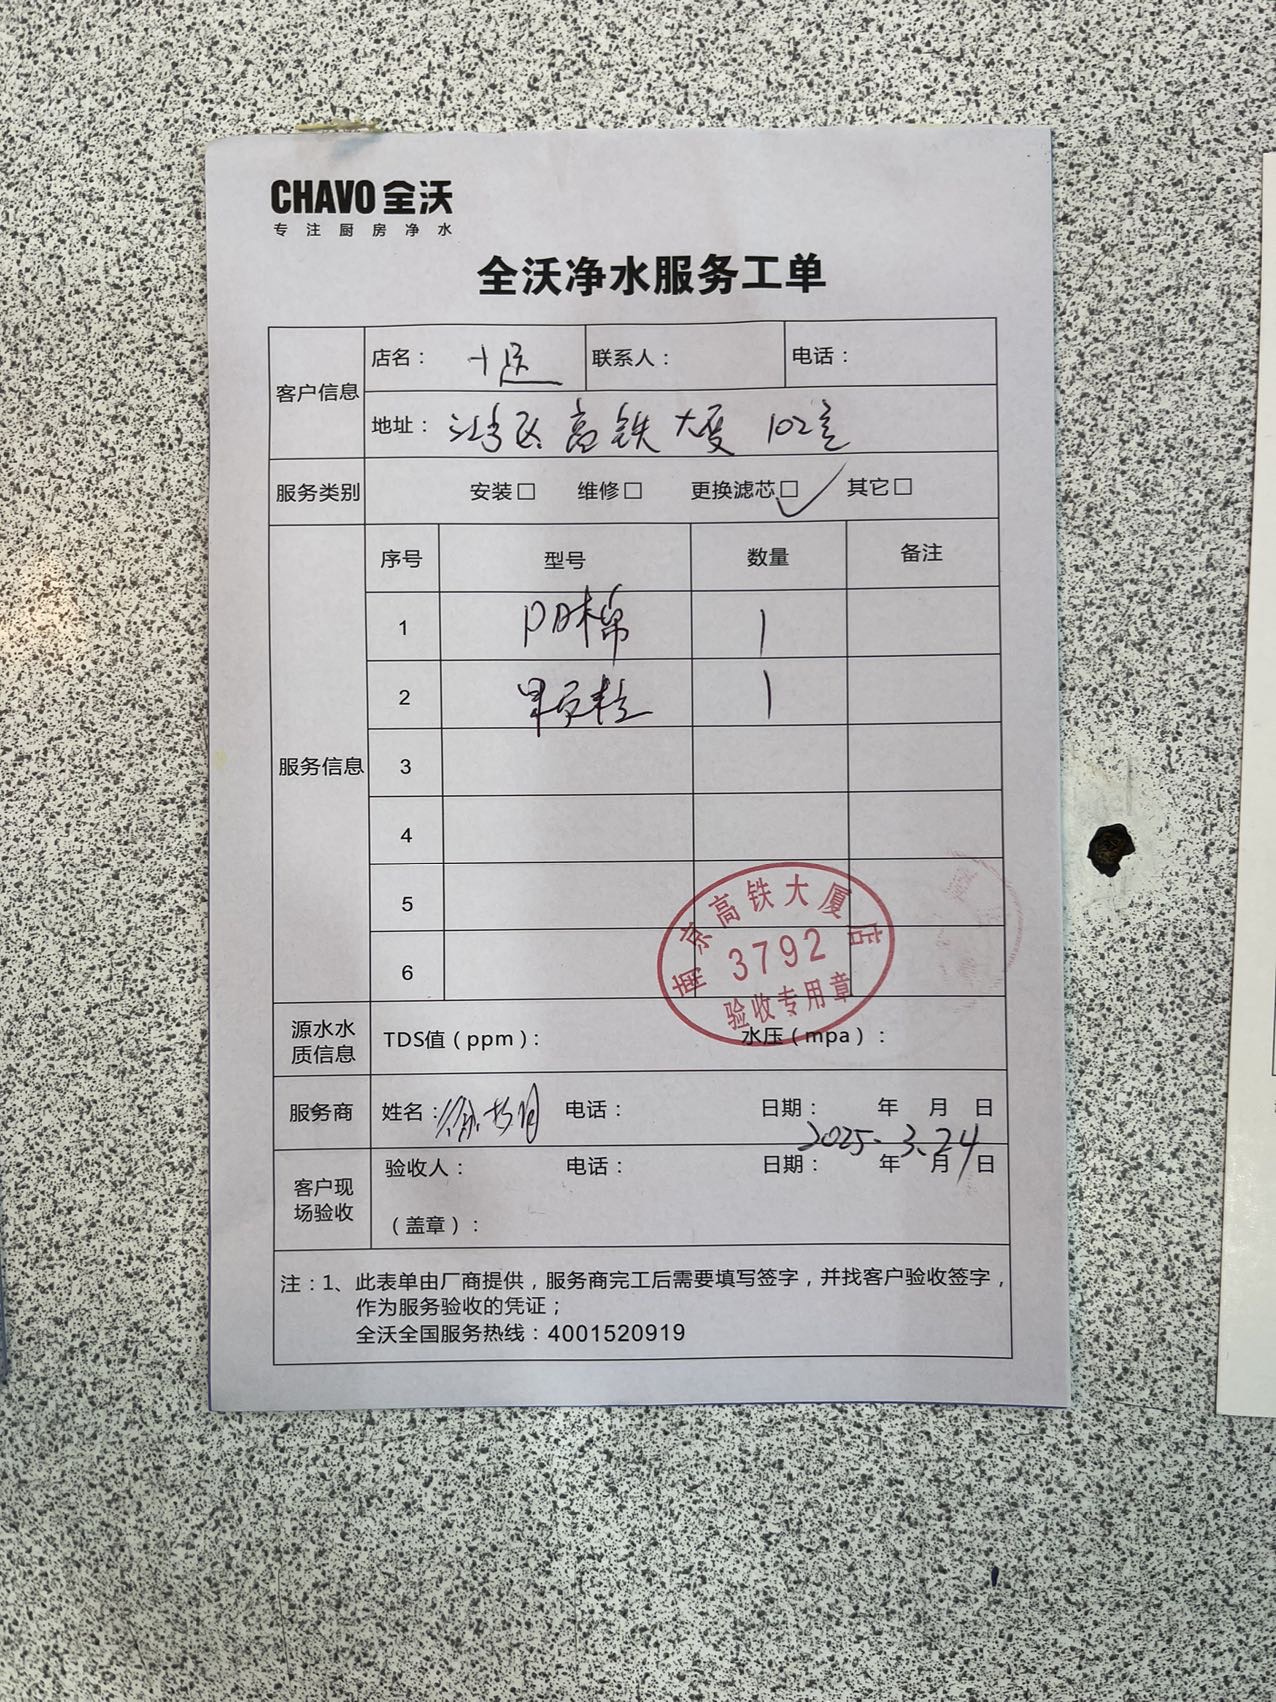 CHAVO 全沃
专注厨房净水
全沃净水服务工单
客户信息
店名： 联系人： 电话：
地址： 高铁大厦 102室
服务类别 安装□ 维修□ 更换滤芯□ ✓ 其它□
服务信息
序号 型号 数量 备注
1 PP棉 1
2 颗粒 1
3
4
5
6
南京高铁大厦店
3792
验收专用章
源水水质信息 TDS值（ppm）： 水压（mpa）：
服务商 姓名： 电话： 日期： 年 月 日
2025.3.24
客户现场验收 验收人： 电话： 日期： 年 月 日
（盖章）：
注：1、此表单由厂商提供，服务商完工后需要填写签字，并找客户验收签字，
作为服务验收的凭证；
全沃全国服务热线：4001520919